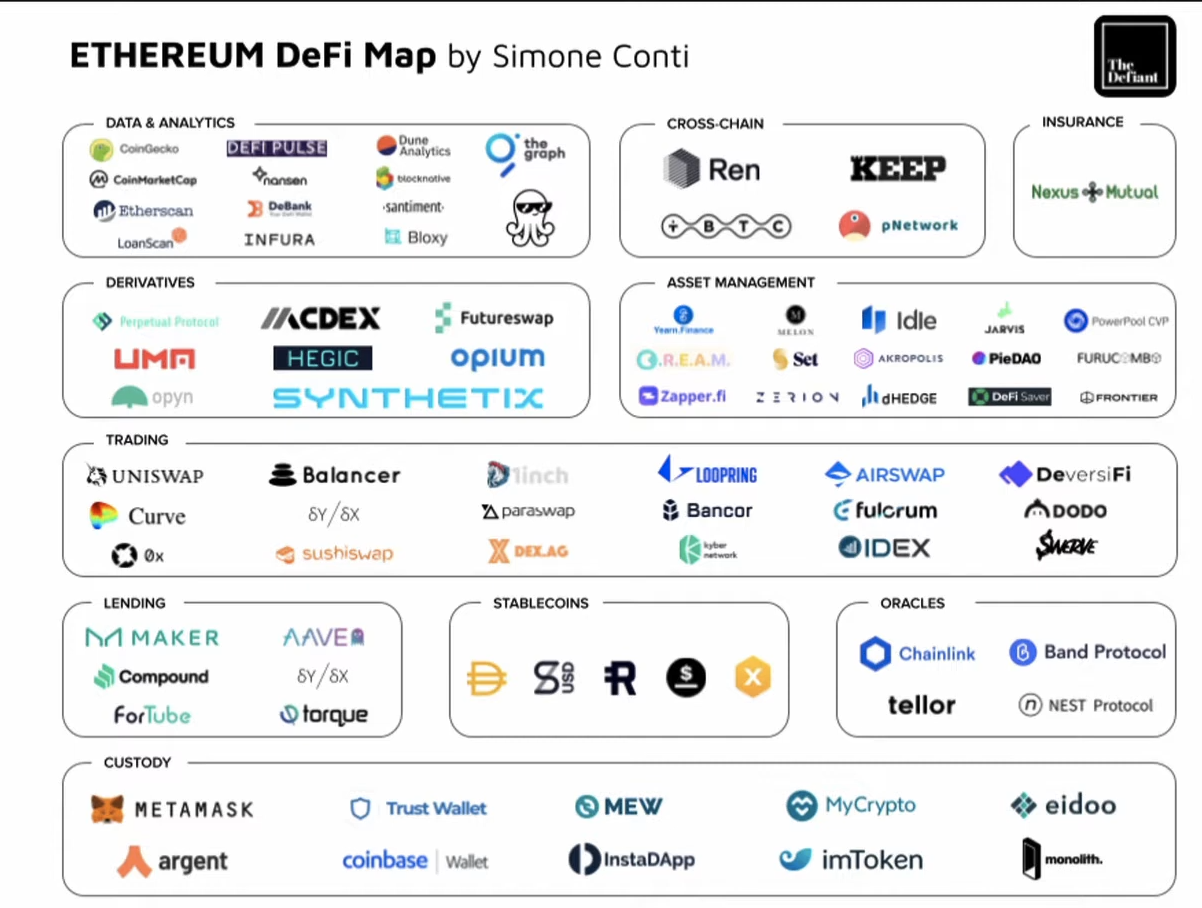 ETHEREUM DeFi Map by Simone Conti
The
Defiant
DATA & ANALYTICS
CoinGecko
DEFI PULSE
Dune
Analytics
the
graph
CoinMarketCap
nansen
blocknative
Etherscan
DeBank
·santiment·
LoanScan
INFURA
Bloxy
CROSS-CHAIN
Ren
KEEP
T B T C
pNetwork
INSURANCE
Nexus Mutual
DERIVATIVES
Perpetual Protocol
MCDEX
Futureswap
UMA
HEGIC
opium
opyn
SYNTHETIX
ASSET MANAGEMENT
Yearn.Finance
MELON
Idle
JARVIS
PowerPool CVP
C.R.E.A.M.
Set
AKROPOLIS
PieDAO
FURUCOMBO
Zapper.fi
ZERION
dHEDGE
DeFi Saver
FRONTIER
TRADING
UNISWAP
Balancer
1inch
LOOPRING
AIRSWAP
DeversiFi
Curve
δY/δX
paraswap
Bancor
fulcrum
DODO
0x
sushiswap
DEX.AG
kyber
network
IDEX
SWERVE
LENDING
MAKER
AAVE
Compound
δY/δX
ForTube
torque
STABLECOINS
S USD
R
$
X
ORACLES
Chainlink
Band Protocol
tellor
n NEST Protocol
CUSTODY
METAMASK
Trust Wallet
MEW
MyCrypto
eidoo
argent
coinbase | Wallet
InstaDApp
imToken
monolith.